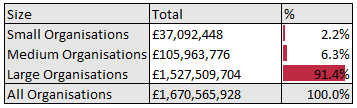 Size Total %
Small Organisations £37,092,448 2.2%
Medium Organisations £105,963,776 6.3%
Large Organisations £1,527,509,704 91.4%
All Organisations £1,670,565,928 100.0%